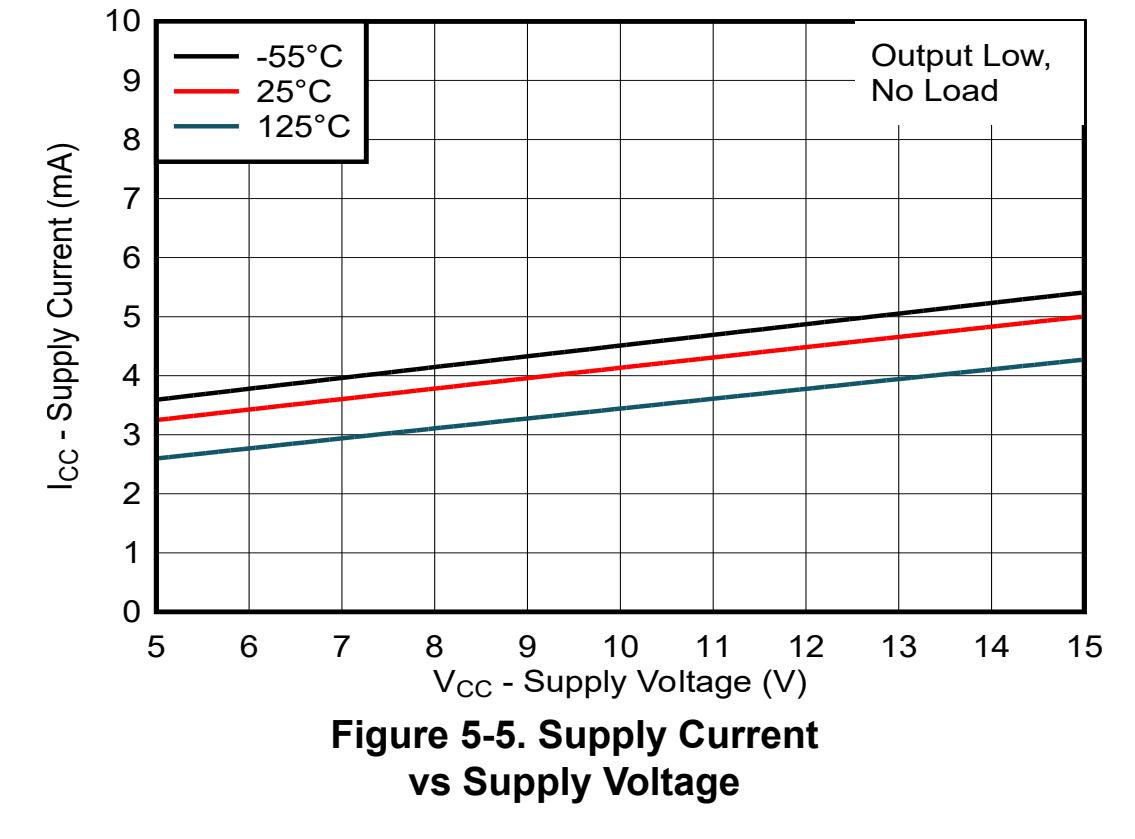 10
9
8
7
6
5
4
3
2
1
0
I_CC - Supply Current (mA)
-55°C
25°C
125°C
Output Low,
No Load
5 6 7 8 9 10 11 12 13 14 15
V_CC - Supply Voltage (V)
Figure 5-5. Supply Current
vs Supply Voltage